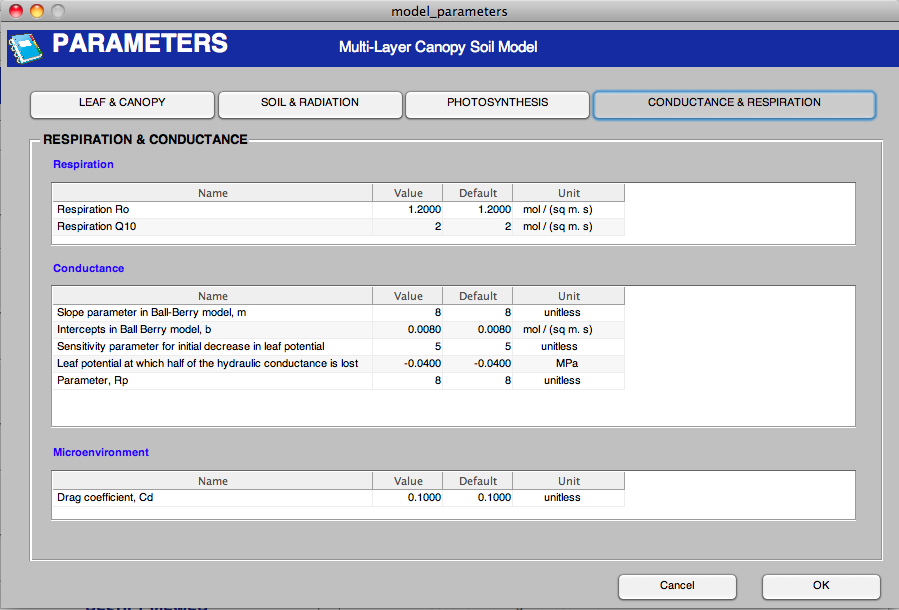 model_parameters
PARAMETERS
Multi-Layer Canopy Soil Model
LEAF & CANOPY SOIL & RADIATION PHOTOSYNTHESIS CONDUCTANCE & RESPIRATION
RESPIRATION & CONDUCTANCE
Respiration
Name Value Default Unit
Respiration Ro 1.2000 1.2000 mol / (sq m. s)
Respiration Q10 2 2 mol / (sq m. s)
Conductance
Name Value Default Unit
Slope parameter in Ball-Berry model, m 8 8 unitless
Intercepts in Ball Berry model, b 0.0080 0.0080 mol / (sq m. s)
Sensitivity parameter for initial decrease in leaf potential 5 5 unitless
Leaf potential at which half of the hydraulic conductance is lost -0.0400 -0.0400 MPa
Parameter, Rp 8 8 unitless
Microenvironment
Name Value Default Unit
Drag coefficient, Cd 0.1000 0.1000 unitless
Cancel OK